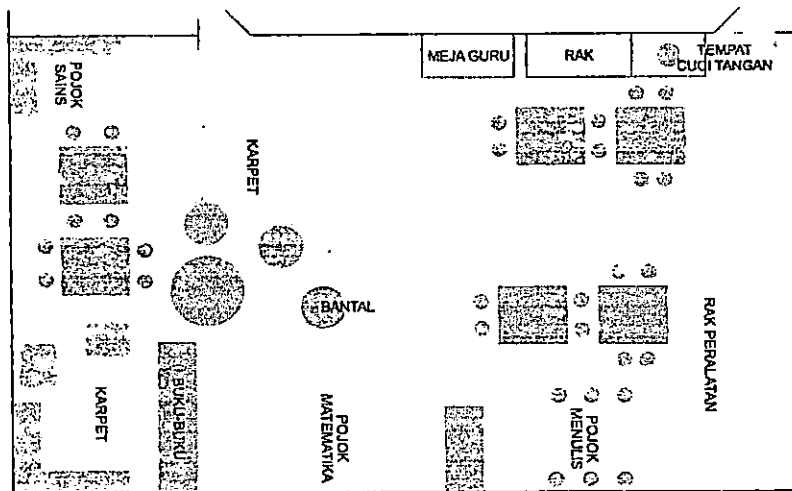 MEJA GURU
RAK
TEMPAT
CUCI TANGAN
POJOK
SAINS
KARPET
BANTAL
RAK PERALATAN
KARPET
BUKU-BUKU
POJOK
MATEMATIKA
POJOK
MENULIS